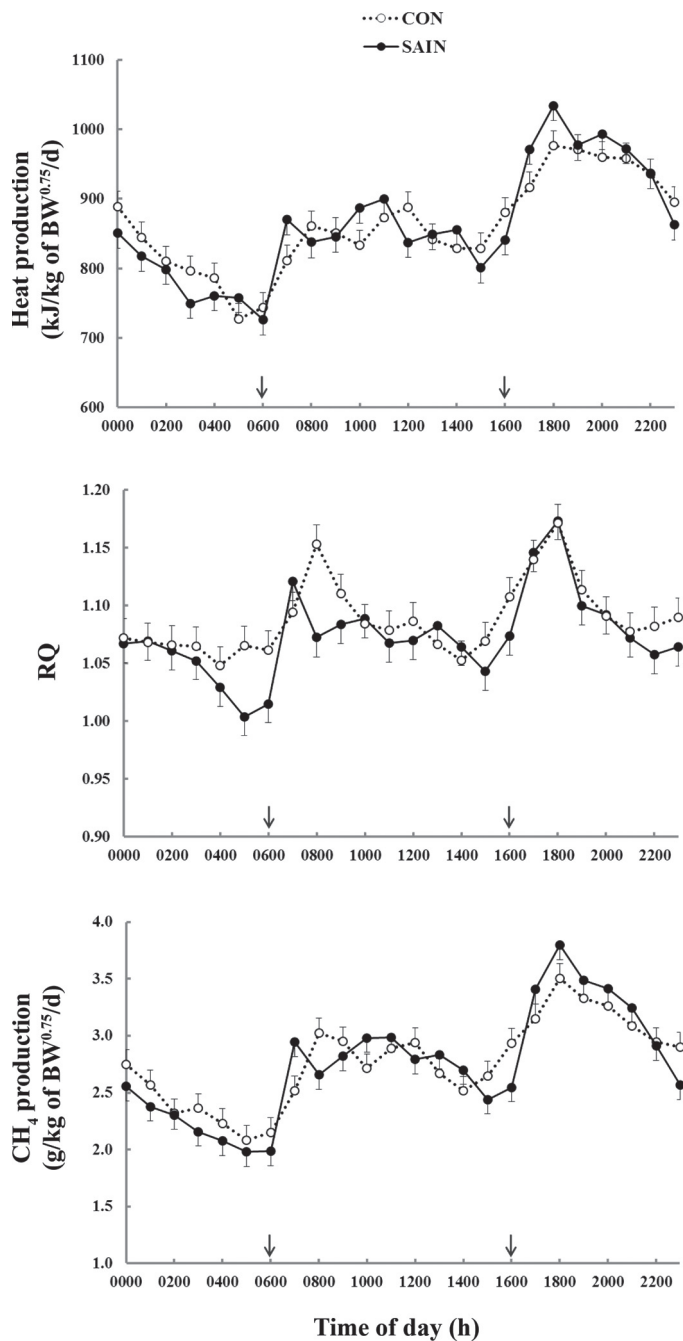 CON
SAIN
Heat production
(kJ/kg of BW^0.75/d)
1100
1000
900
800
700
600
0000 0200 0400 0600 0800 1000 1200 1400 1600 1800 2000 2200
RQ
1.20
1.15
1.10
1.05
1.00
0.95
0.90
0000 0200 0400 0600 0800 1000 1200 1400 1600 1800 2000 2200
CH₄ production
(g/kg of BW^0.75/d)
4.0
3.5
3.0
2.5
2.0
1.5
1.0
0000 0200 0400 0600 0800 1000 1200 1400 1600 1800 2000 2200
Time of day (h)